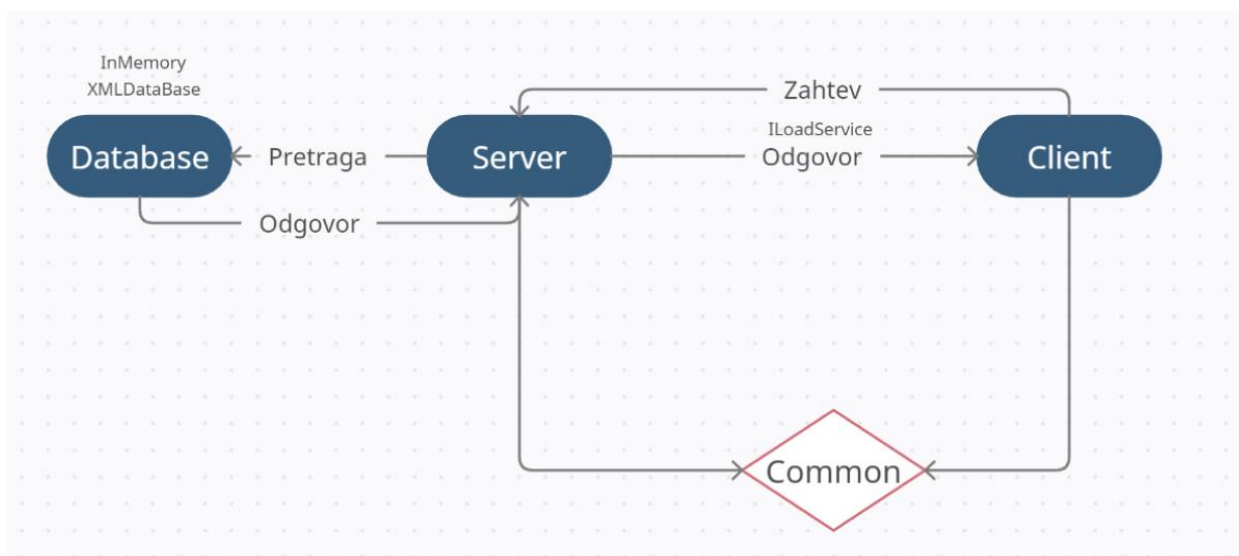 InMemory
XMLDataBase
Zahtev
ILoadService
Database
Pretraga
Server
Odgovor
Client
Odgovor
Common